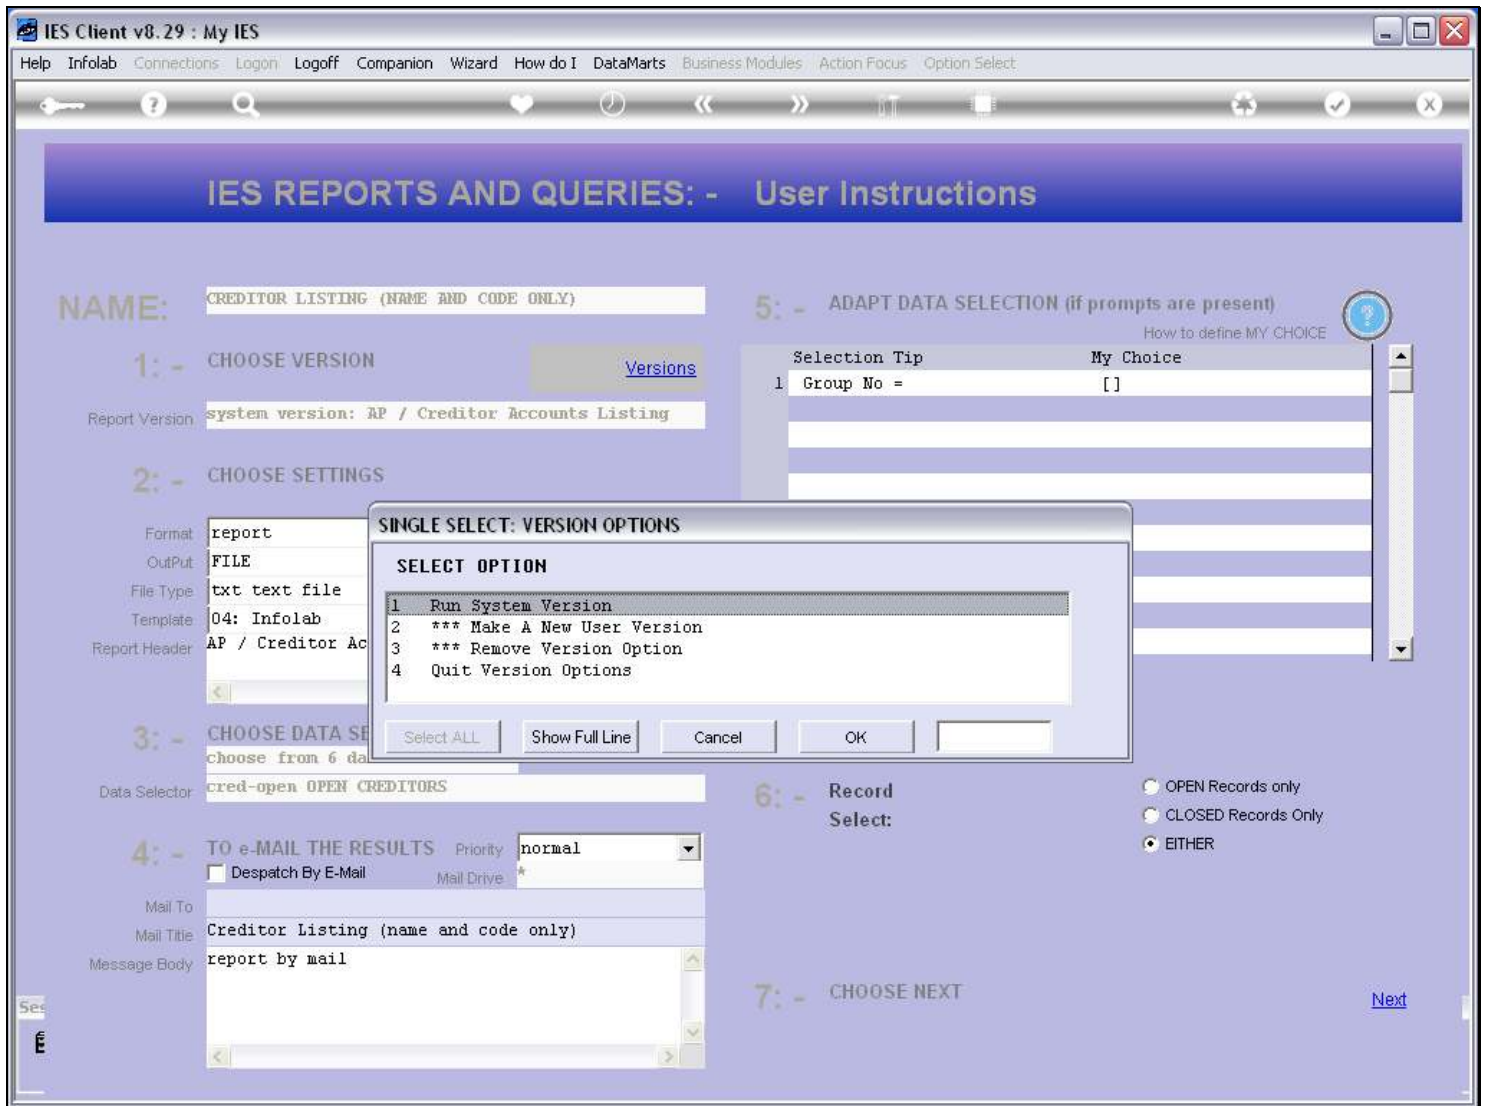 IES Client v8.29 : My IES
Help Infolab Connections Logon Logoff Companion Wizard How do I DataMarts Business Modules Action Focus Option Select
IES REPORTS AND QUERIES: - User Instructions
NAME: CREDITOR LISTING (NAME AND CODE ONLY)
1: - CHOOSE VERSION Versions
Report Version system version: AP / Creditor Accounts Listing
2: - CHOOSE SETTINGS
Format report
OutPut FILE
File Type txt text file
Template 04: Infolab
Report Header AP / Creditor Ac
3: - CHOOSE DATA SE
choose from 6 da
Data Selector cred-open OPEN CREDITORS
4: - TO e-MAIL THE RESULTS Priority normal
Despatch By E-Mail Mail Drive *
Mail To
Mail Title Creditor Listing (name and code only)
Message Body report by mail
5: - ADAPT DATA SELECTION (if prompts are present)
How to define MY CHOICE
Selection Tip My Choice
1 Group No = []
SINGLE SELECT: VERSION OPTIONS
SELECT OPTION
1 Run System Version
2 *** Make A New User Version
3 *** Remove Version Option
4 Quit Version Options
Select ALL Show Full Line Cancel OK
6: - Record Select:
OPEN Records only
CLOSED Records Only
EITHER
7: - CHOOSE NEXT Next
Ses